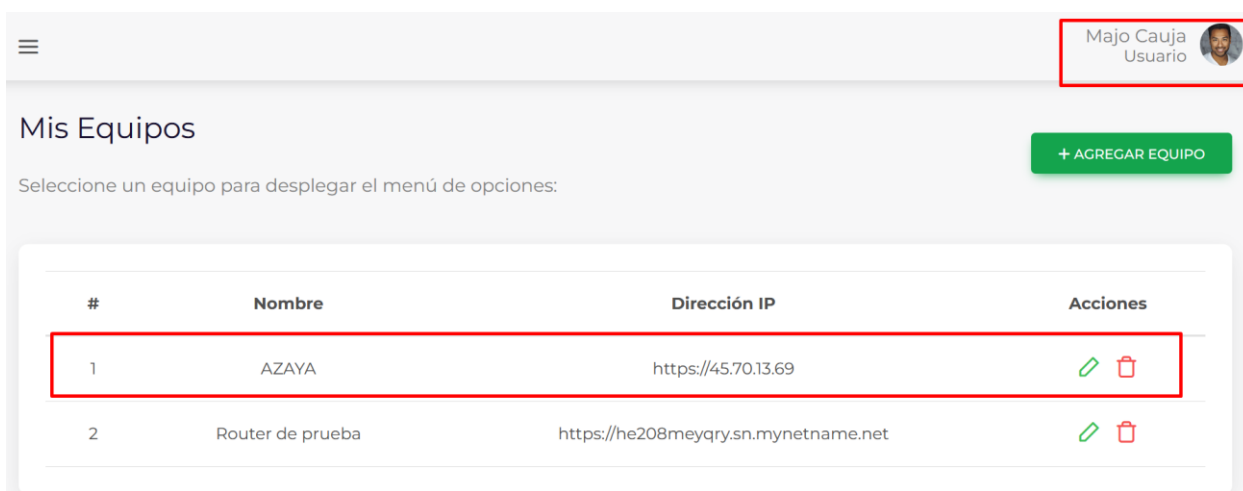 Majo Cauja
Usuario
Mis Equipos
+ AGREGAR EQUIPO
Seleccione un equipo para desplegar el menú de opciones:
# Nombre Dirección IP Acciones
1 AZAYA https://45.70.13.69
2 Router de prueba https://he208meyqry.sn.mynetname.net